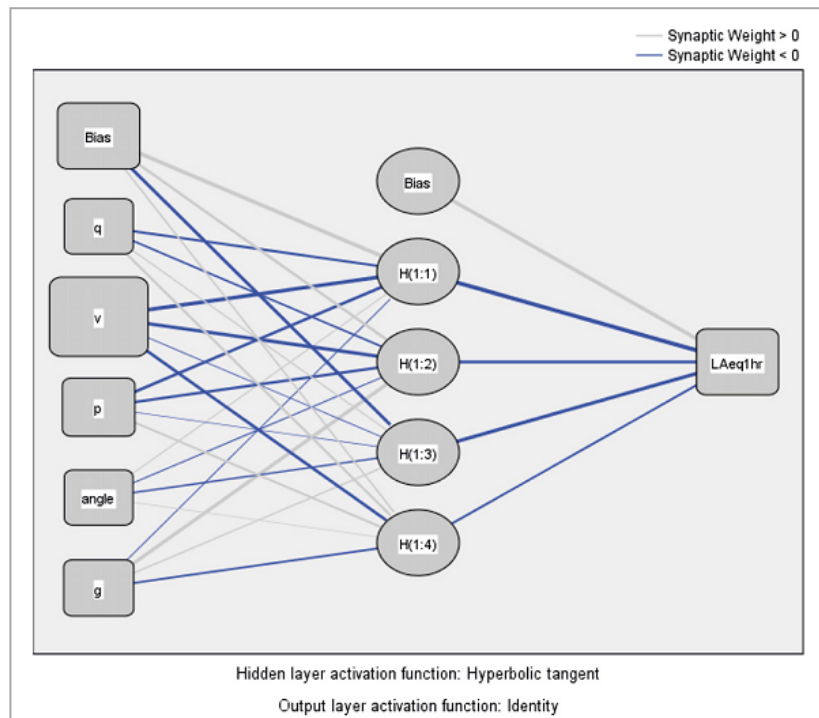 Synaptic Weight > 0
Synaptic Weight < 0
Bias
q
v
p
angle
g
Bias
H(1:1)
H(1:2)
H(1:3)
H(1:4)
LAeq1hr
Hidden layer activation function: Hyperbolic tangent
Output layer activation function: Identity